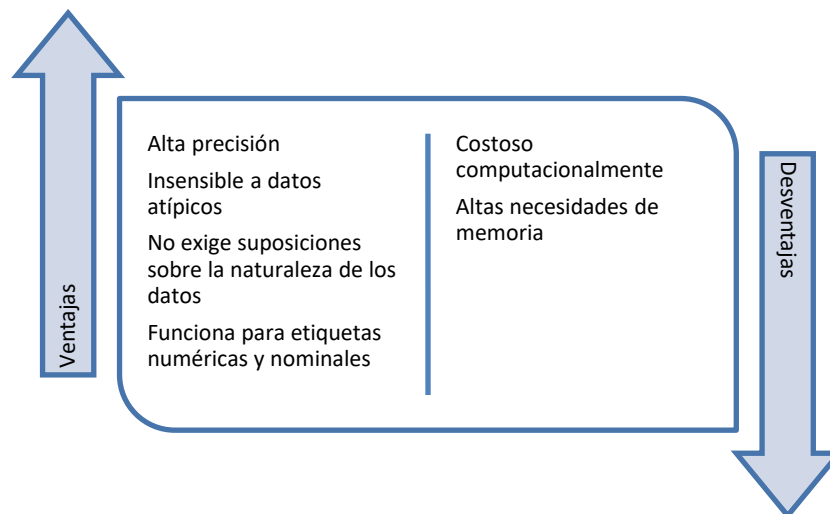 Ventajas
Alta precisión
Insensible a datos
atípicos
No exige suposiciones
sobre la naturaleza de los
datos
Funciona para etiquetas
numéricas y nominales
Costoso
computacionalmente
Altas necesidades de
memoria
Desventajas